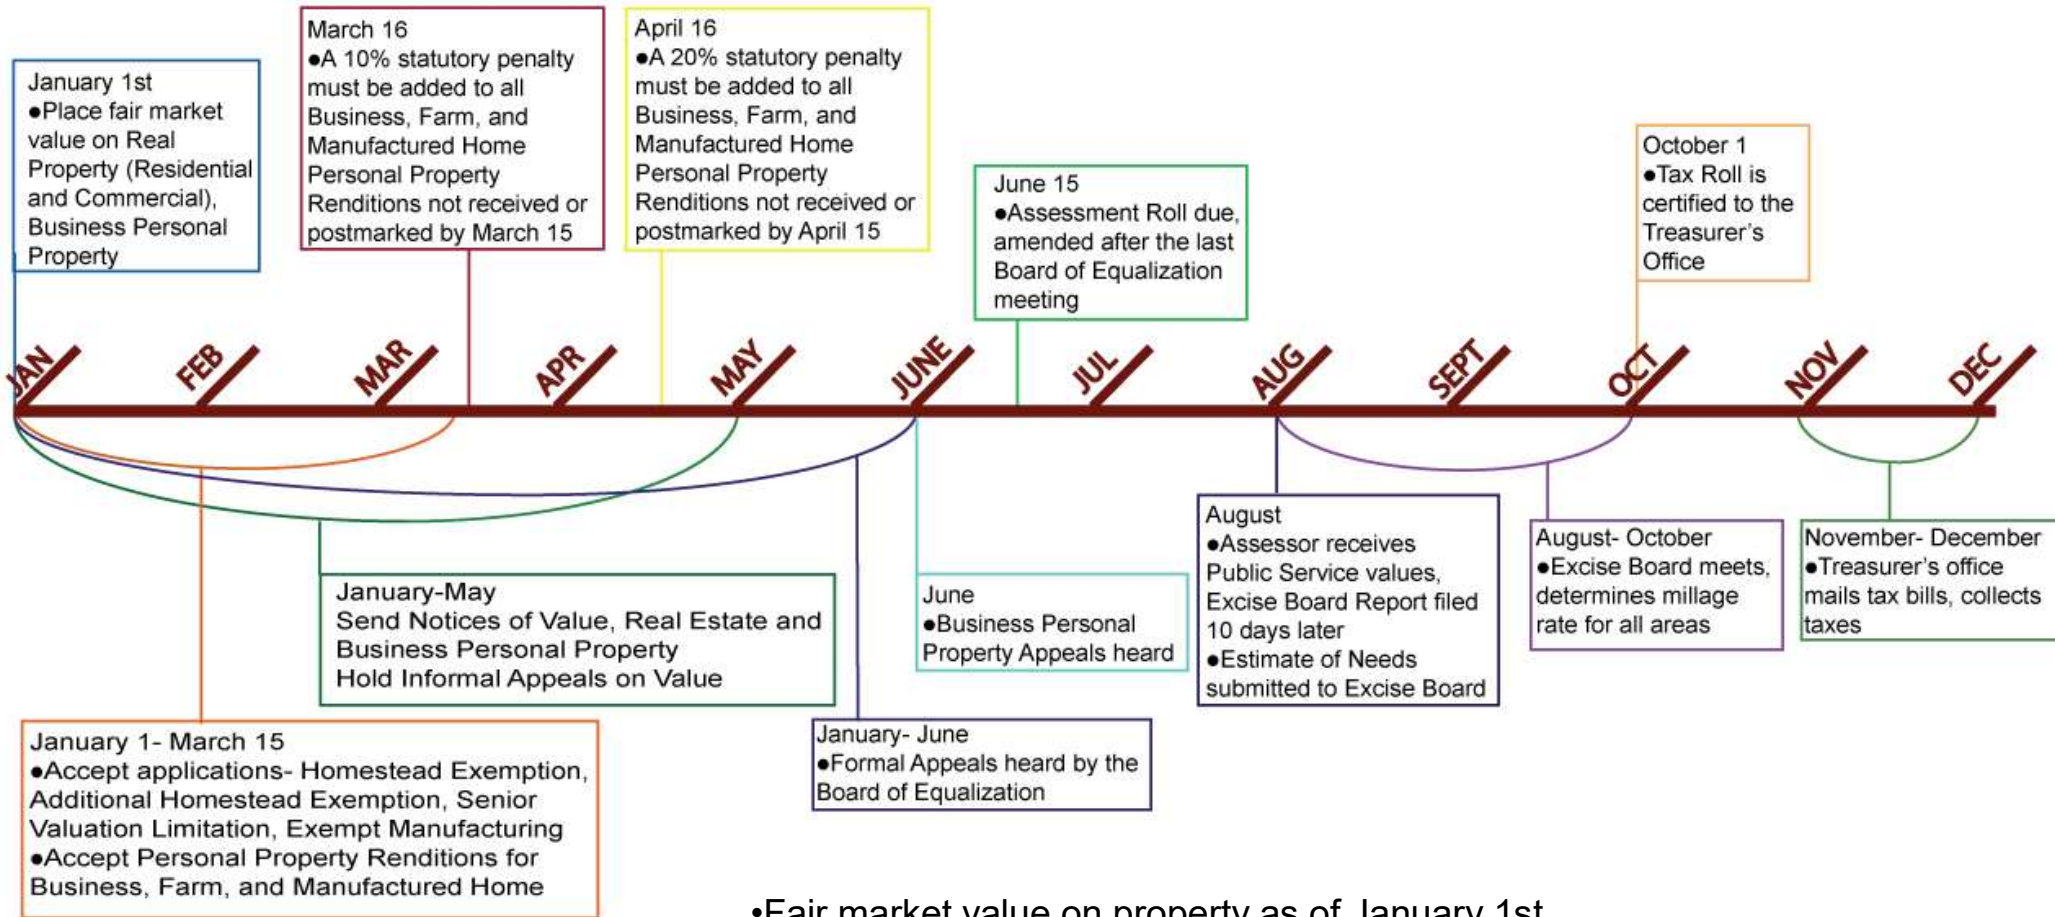 January 1st
●Place fair market
value on Real
Property (Residential
and Commercial),
Business Personal
Property
March 16
●A 10% statutory penalty
must be added to all
Business, Farm, and
Manufactured Home
Personal Property
Renditions not received or
postmarked by March 15
April 16
●A 20% statutory penalty
must be added to all
Business, Farm, and
Manufactured Home
Personal Property
Renditions not received or
postmarked by April 15
June 15
●Assessment Roll due,
amended after the last
Board of Equalization
meeting
October 1
●Tax Roll is
certified to the
Treasurer's
Office
JAN
FEB
MAR
APR
MAY
JUNE
JUL
AUG
SEPT
OCT
NOV
DEC
January 1- March 15
●Accept applications- Homestead Exemption,
Additional Homestead Exemption, Senior
Valuation Limitation, Exempt Manufacturing
●Accept Personal Property Renditions for
Business, Farm, and Manufactured Home
January-May
Send Notices of Value, Real Estate and
Business Personal Property
Hold Informal Appeals on Value
January- June
●Formal Appeals heard by the
Board of Equalization
June
●Business Personal
Property Appeals heard
August
●Assessor receives
Public Service values,
Excise Board Report filed
10 days later
●Estimate of Needs
submitted to Excise Board
August- October
●Excise Board meets,
determines millage
rate for all areas
November- December
●Treasurer's office
mails tax bills, collects
taxes
•Fair market value on property as of January 1st